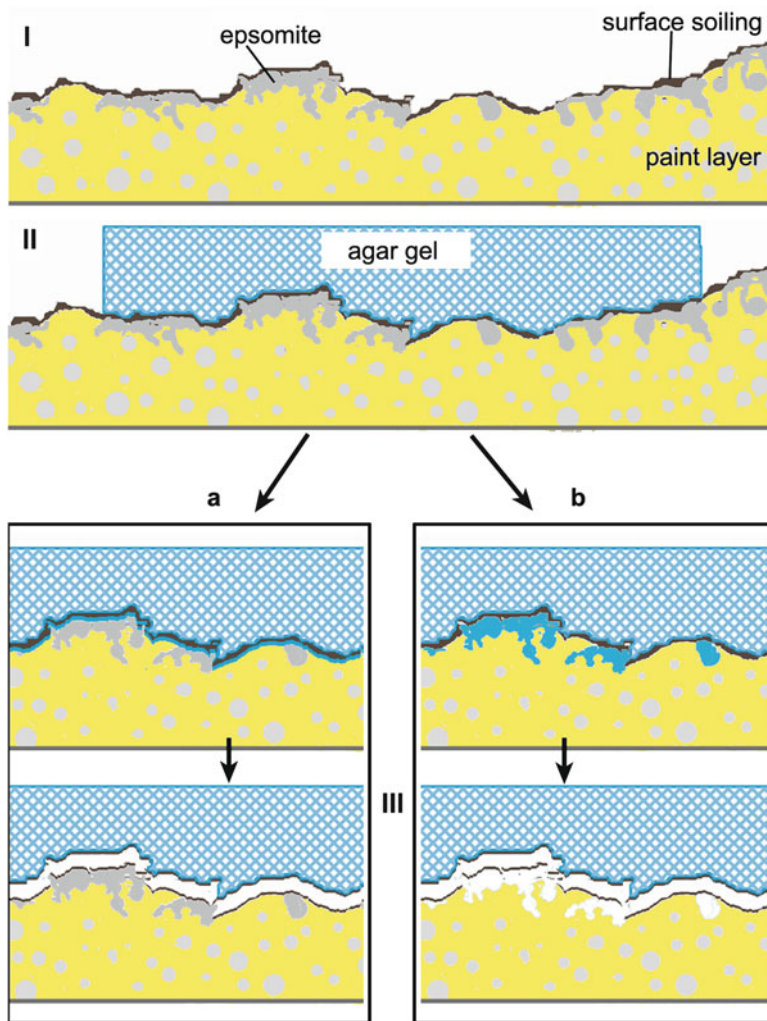 I
epsomite
surface soiling
paint layer
II
agar gel
a
b
III